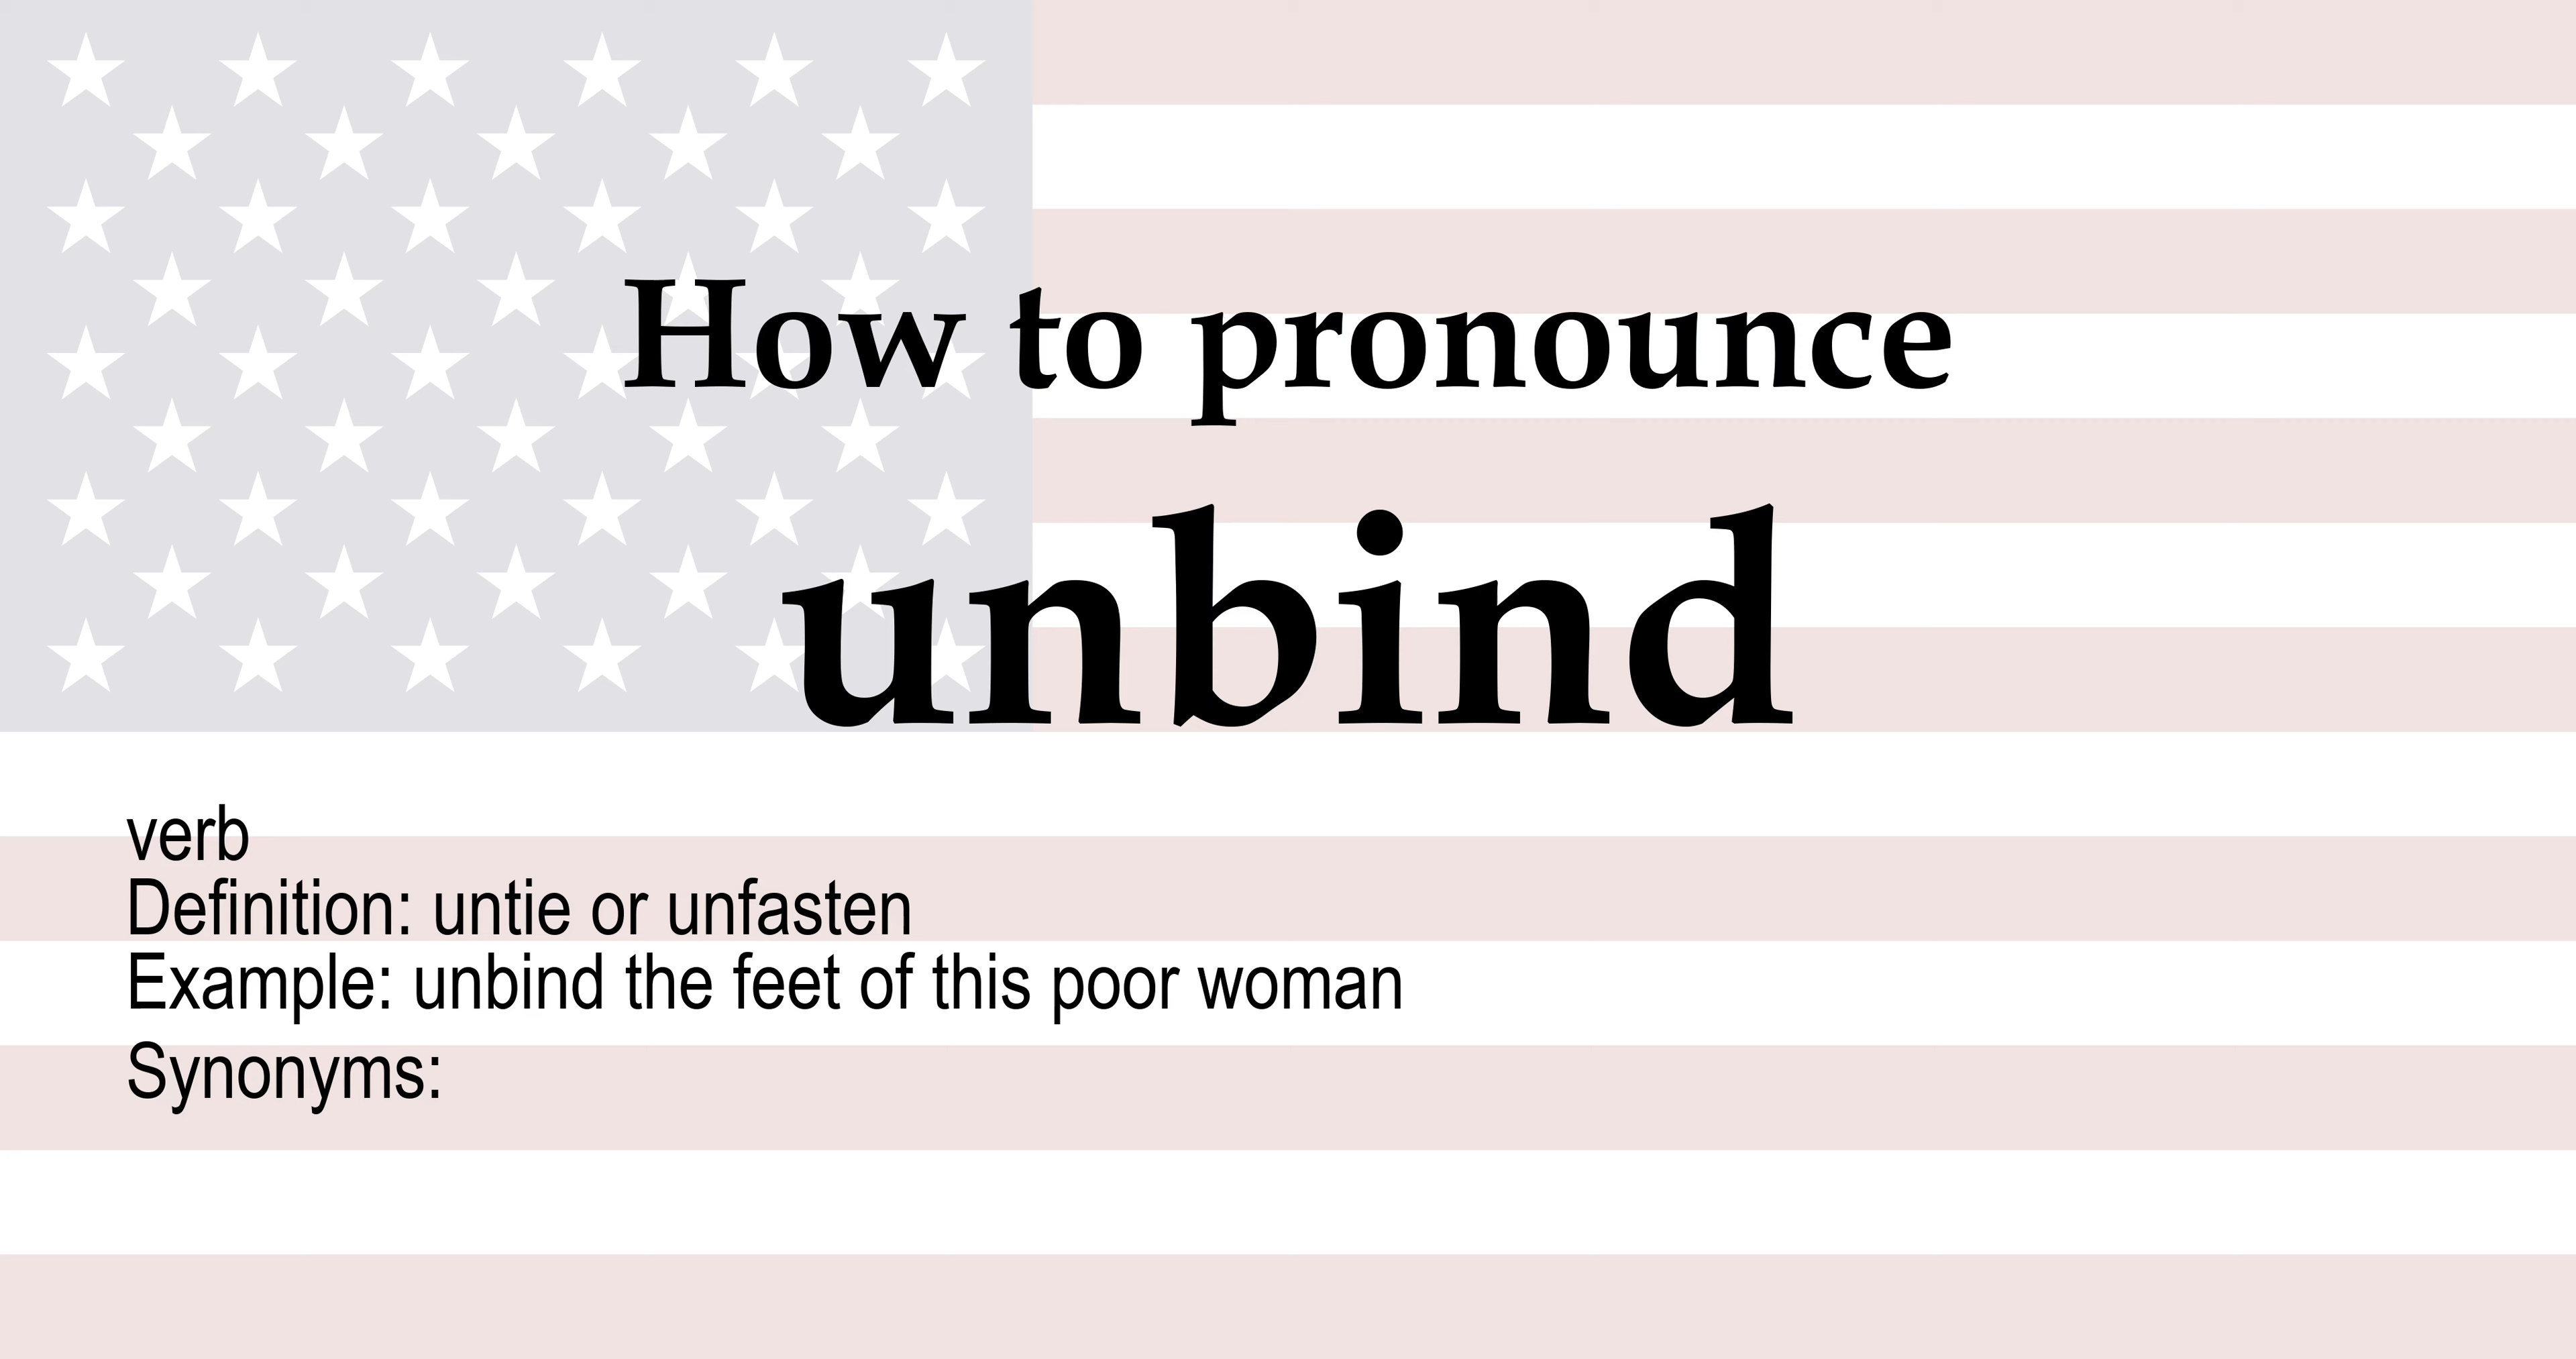 How to pronounce
unbind
verb
Definition: untie or unfasten
Example: unbind the feet of this poor woman
Synonyms: